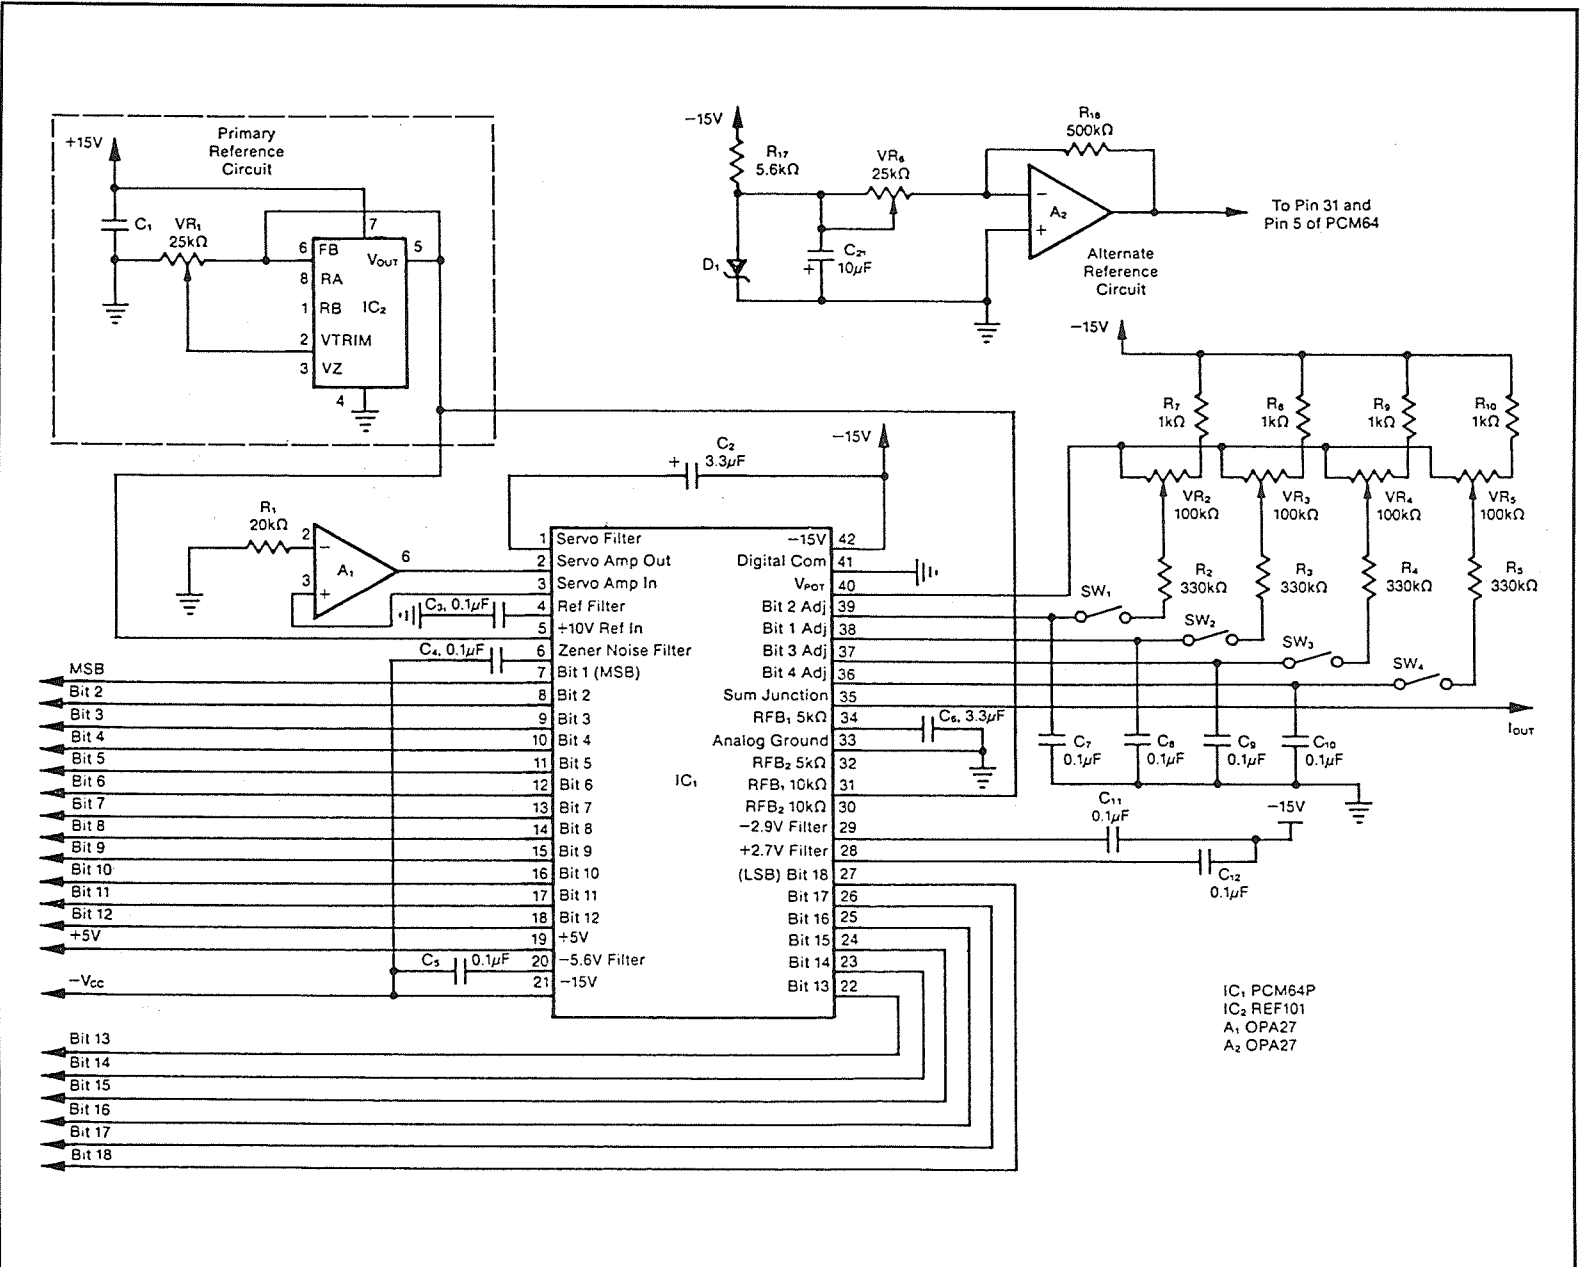 Primary
Reference
Circuit
+15V
C₁
VR₁
25kΩ
7
6 FB
VOUT 5
8 RA
1 RB
IC₂
2 VTRIM
3 VZ
4
−15V
R₁₇
5.6kΩ
VR₆
25kΩ
R₁₈
500kΩ
−
A₂
+
C₂₁
+ 10μF
D₁
To Pin 31 and
Pin 5 of PCM64
Alternate
Reference
Circuit
−15V
R₇
1kΩ
R₈
1kΩ
R₉
1kΩ
R₁₀
1kΩ
VR₂
100kΩ
VR₃
100kΩ
VR₄
100kΩ
VR₅
100kΩ
R₂
330kΩ
R₃
330kΩ
R₄
330kΩ
R₅
330kΩ
SW₁
SW₂
SW₃
SW₄
−15V
C₂
+ 3.3μF
R₁
20kΩ
2 −
A₁
6
3 +
C₃, 0.1μF
C₄, 0.1μF
C₅ 0.1μF
1 Servo Filter
2 Servo Amp Out
3 Servo Amp In
4 Ref Filter
5 +10V Ref In
6 Zener Noise Filter
7 Bit 1 (MSB)
8 Bit 2
9 Bit 3
10 Bit 4
11 Bit 5
12 Bit 6
13 Bit 7
14 Bit 8
15 Bit 9
16 Bit 10
17 Bit 11
18 Bit 12
19 +5V
20 −5.6V Filter
21 −15V
IC₁
−15V 42
Digital Com 41
VPOT 40
Bit 2 Adj 39
Bit 1 Adj 38
Bit 3 Adj 37
Bit 4 Adj 36
Sum Junction 35
RFB₁ 5kΩ 34
Analog Ground 33
RFB₂ 5kΩ 32
RFB₁ 10kΩ 31
RFB₂ 10kΩ 30
−2.9V Filter 29
+2.7V Filter 28
(LSB) Bit 18 27
Bit 17 26
Bit 16 25
Bit 15 24
Bit 14 23
Bit 13 22
C₆, 3.3μF
C₇
0.1μF
C₈
0.1μF
C₉
0.1μF
C₁₀
0.1μF
IOUT
C₁₁
0.1μF
−15V
C₁₂
0.1μF
MSB
Bit 2
Bit 3
Bit 4
Bit 5
Bit 6
Bit 7
Bit 8
Bit 9
Bit 10
Bit 11
Bit 12
+5V
−VCC
Bit 13
Bit 14
Bit 15
Bit 16
Bit 17
Bit 18
IC₁ PCM64P
IC₂ REF101
A₁ OPA27
A₂ OPA27